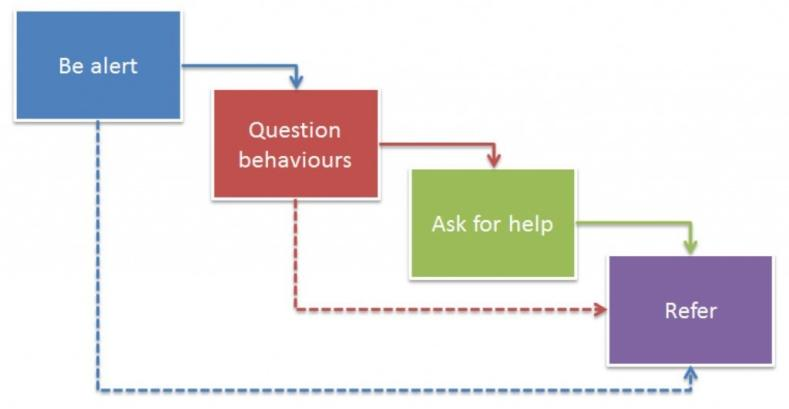 Be alert
Question
behaviours
Ask for help
Refer